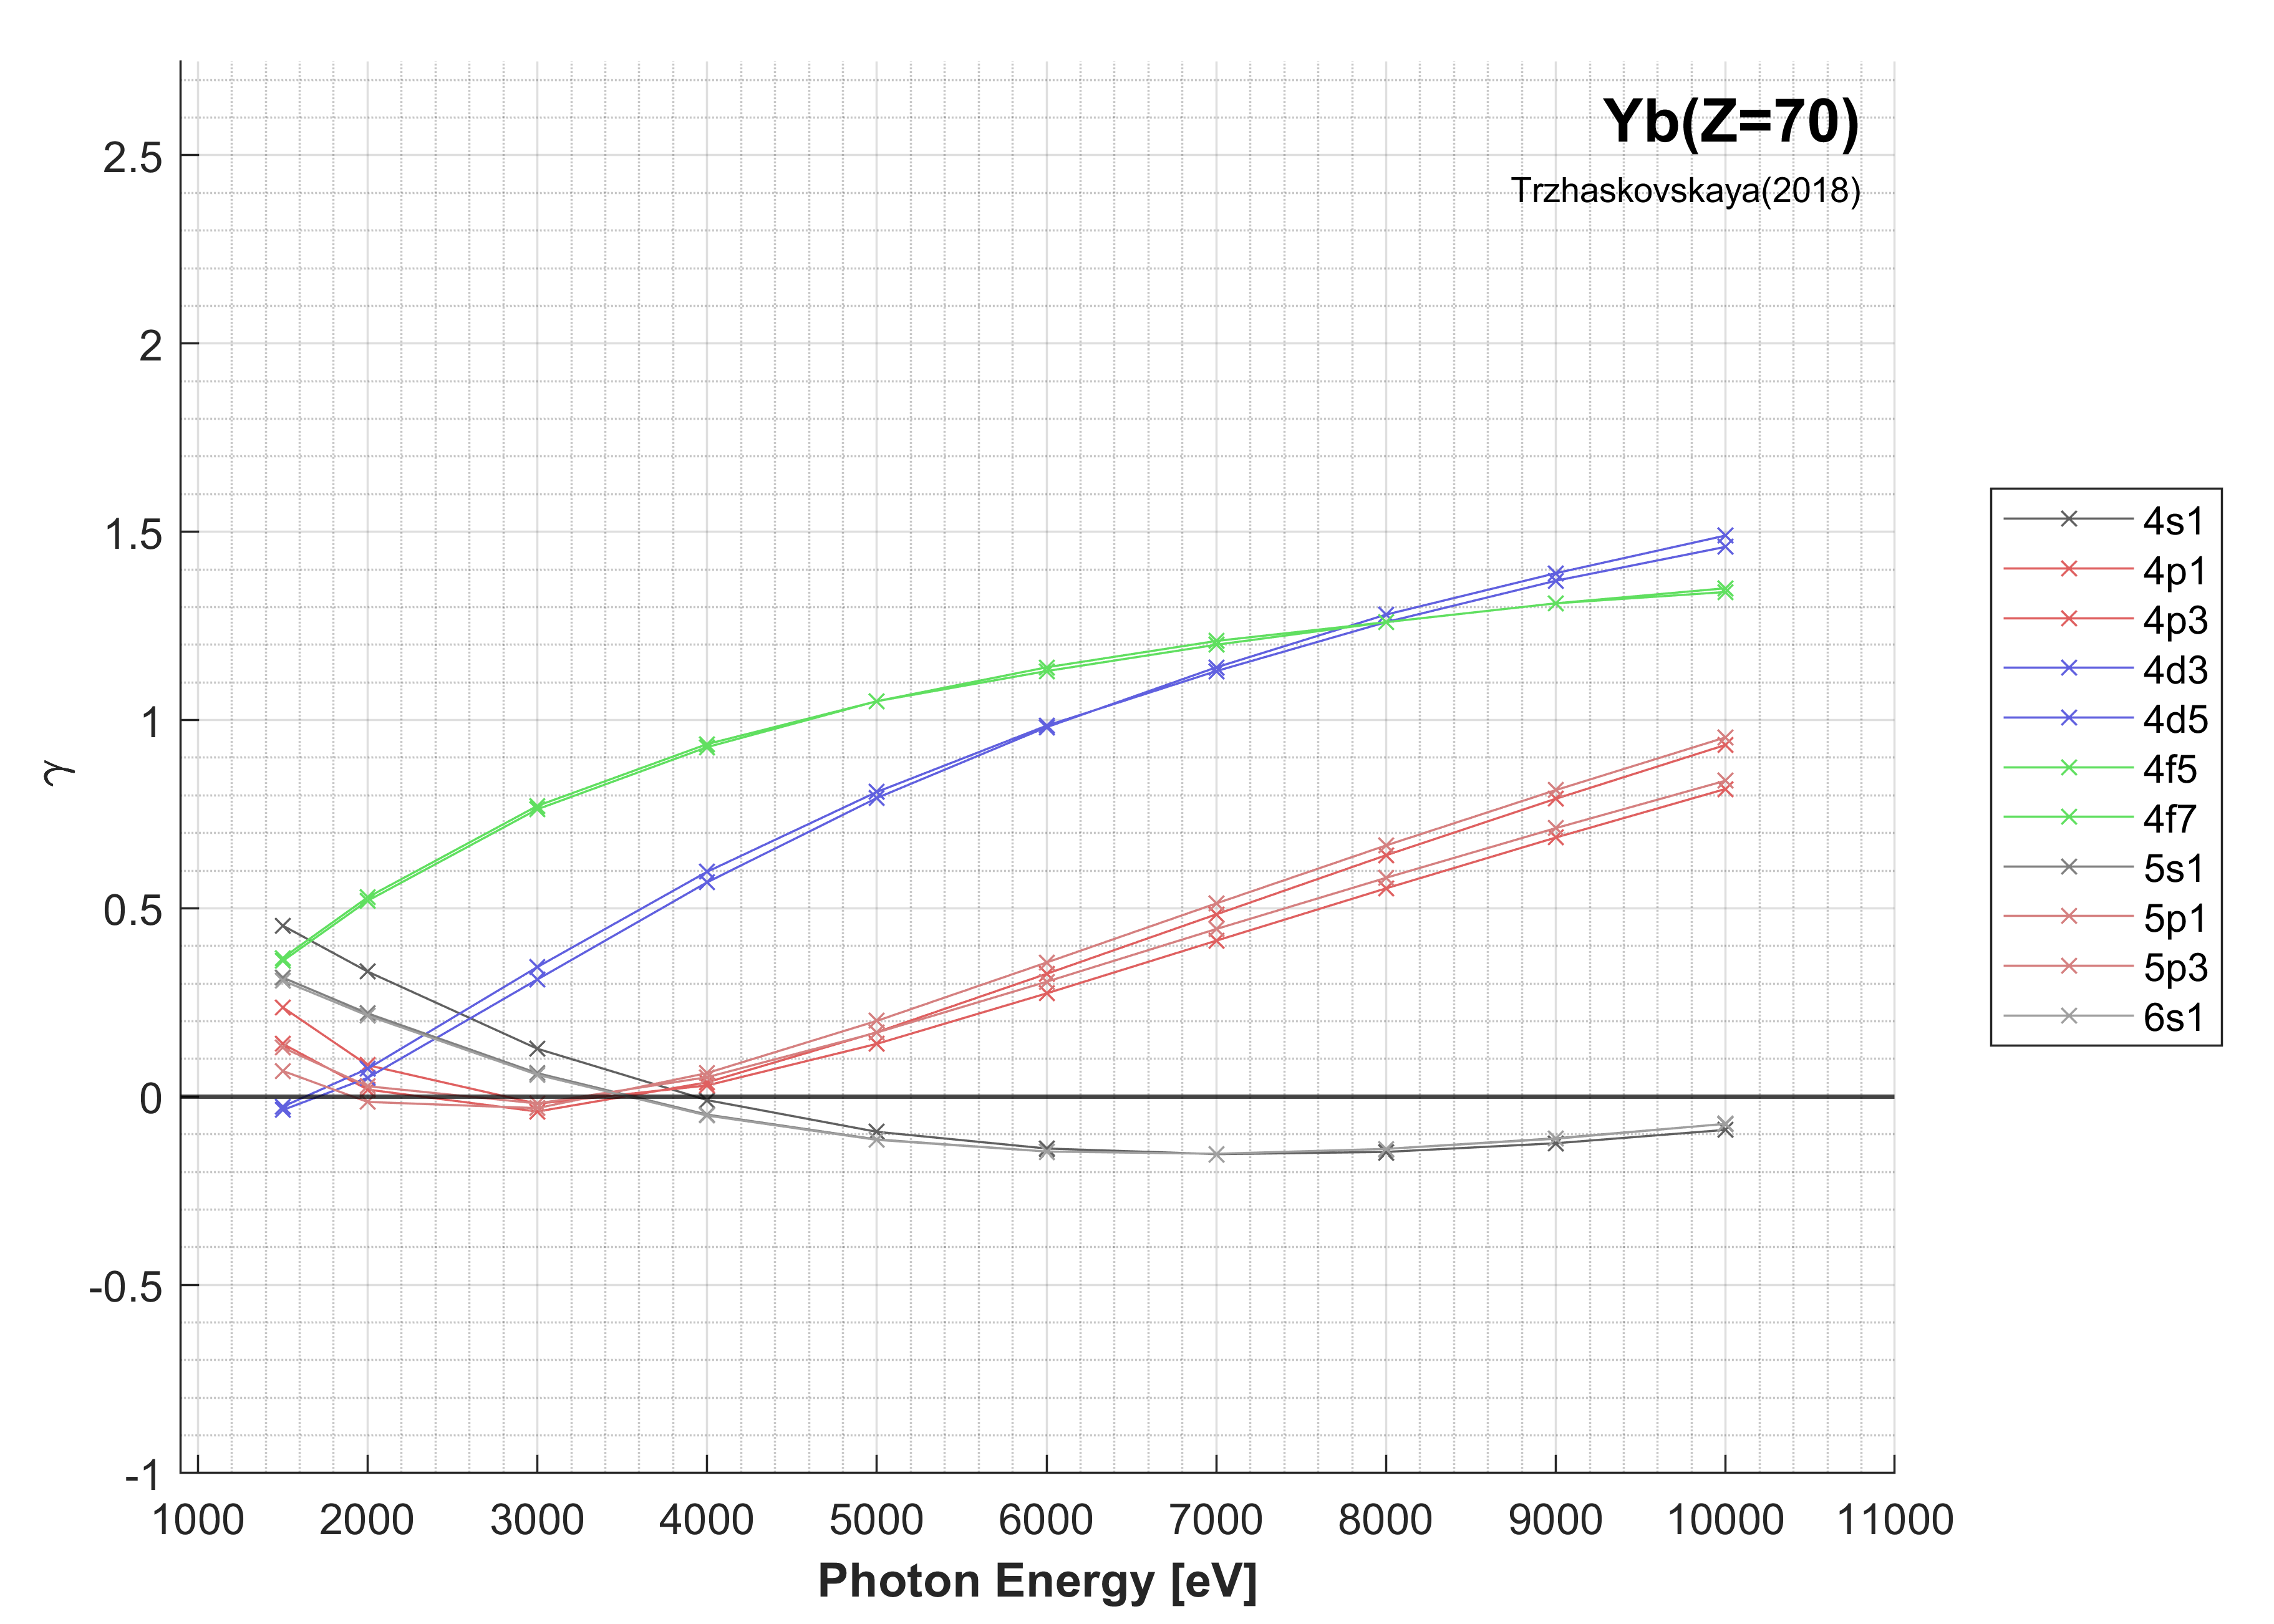 Yb(Z=70)
Trzhaskovskaya(2018)
2.5
2
1.5
1
0.5
0
-0.5
-1
γ
1000 2000 3000 4000 5000 6000 7000 8000 9000 10000 11000
Photon Energy [eV]
4s1
4p1
4p3
4d3
4d5
4f5
4f7
5s1
5p1
5p3
6s1